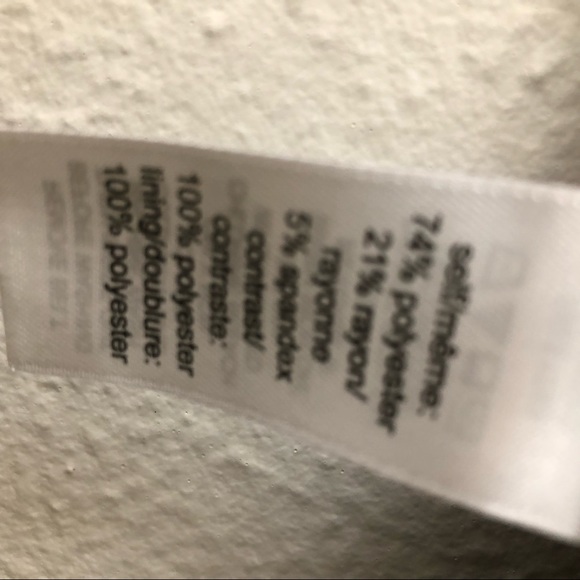 self/même:
74% polyester
21% rayon/
rayonne
5% spandex
contrast/
contraste:
100% polyester
lining/doublure:
100% polyester